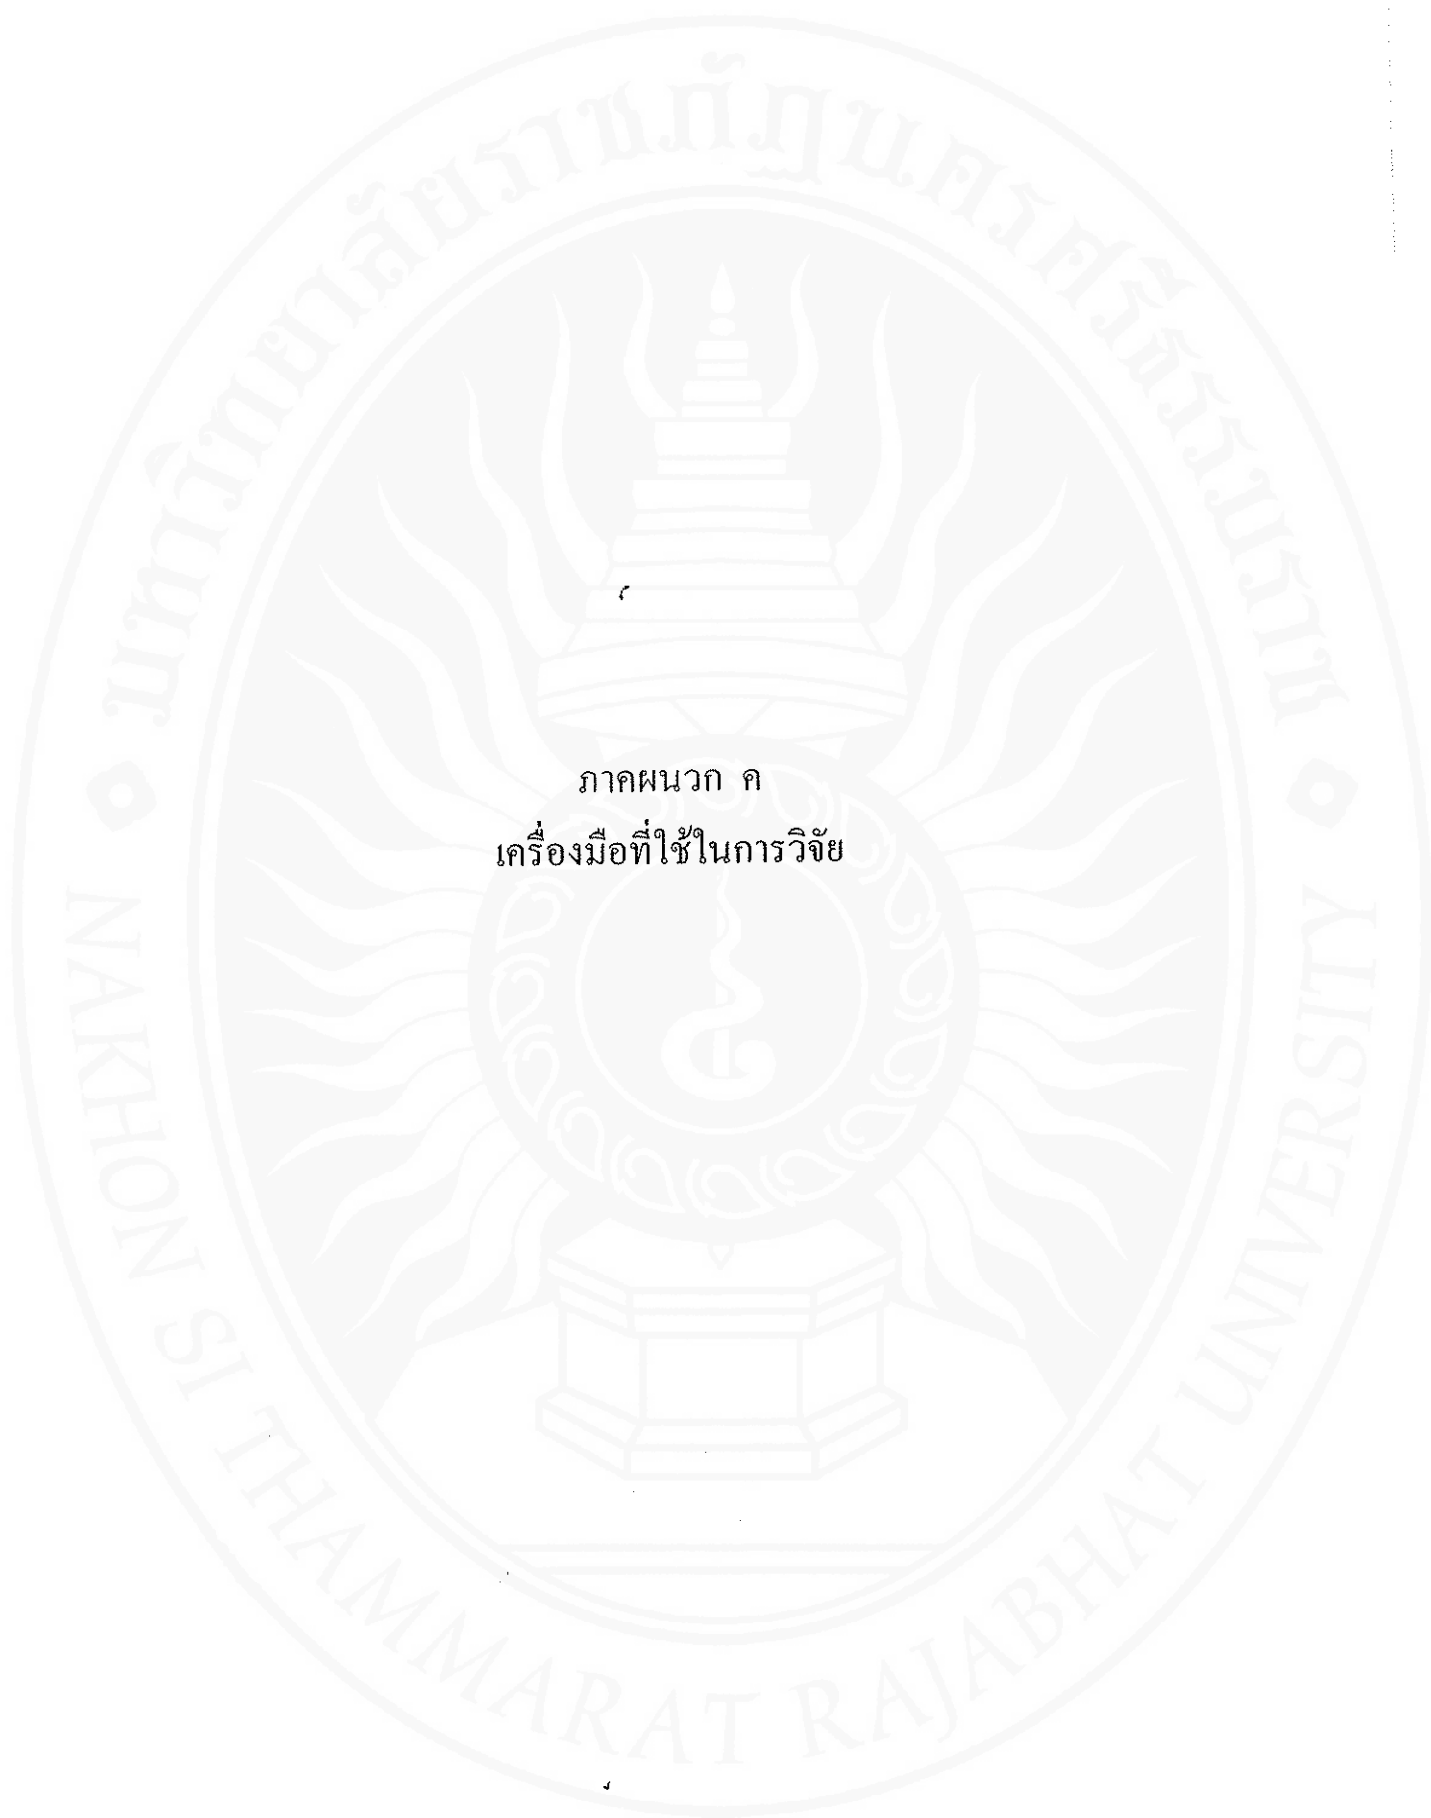 มหาวิทยาลัยราชภัฏนครศรีธรรมราช
ภาคผนวก ค
เครื่องมือที่ใช้ในการวิจัย
NAKHON SI THAMMARAT RAJABHAT UNIVERSITY